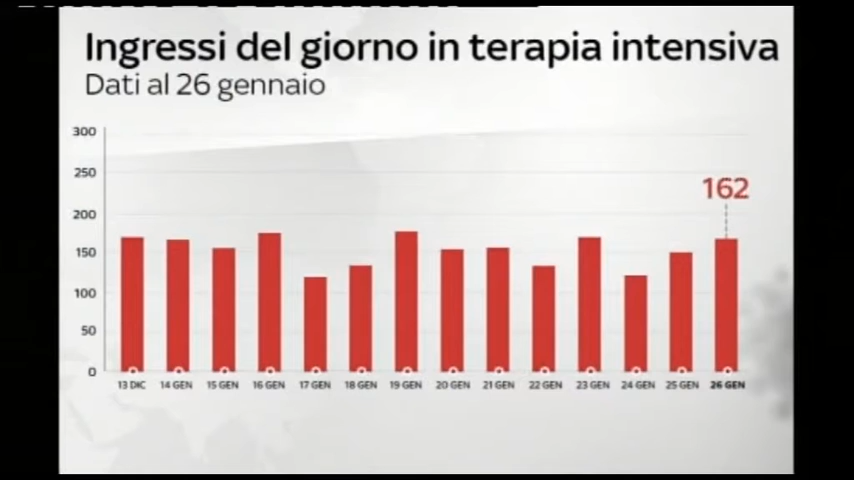 Ingressi del giorno in terapia intensiva
Dati al 26 gennaio
300
250
200
150
100
50
0
162
13 DIC 14 GEN 15 GEN 16 GEN 17 GEN 18 GEN 19 GEN 20 GEN 21 GEN 22 GEN 23 GEN 24 GEN 25 GEN 26 GEN